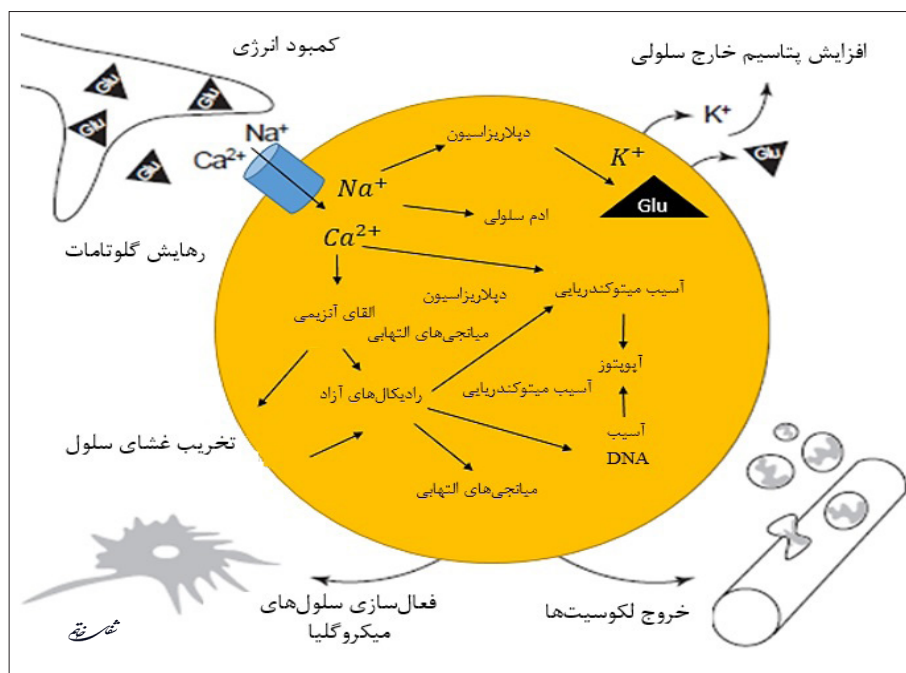 کمبود انرژی
افزایش پتاسیم خارج سلولی
Glu
Glu
Glu
Glu
Na⁺
Ca²⁺
K⁺
Glu
دپلاریزاسیون
K⁺
Na⁺
Glu
ادم سلولی
Ca²⁺
رهایش گلوتامات
آسیب میتوکندریایی
دپلاریزاسیون
القای آنزیمی
میانجی‌های التهابی
آپوپتوز
آسیب میتوکندریایی
رادیکال‌های آزاد
تخریب غشای سلول
آسیب
DNA
میانجی‌های التهابی
فعال‌سازی سلول‌های
میکروگلیا
خروج لکوسیت‌ها